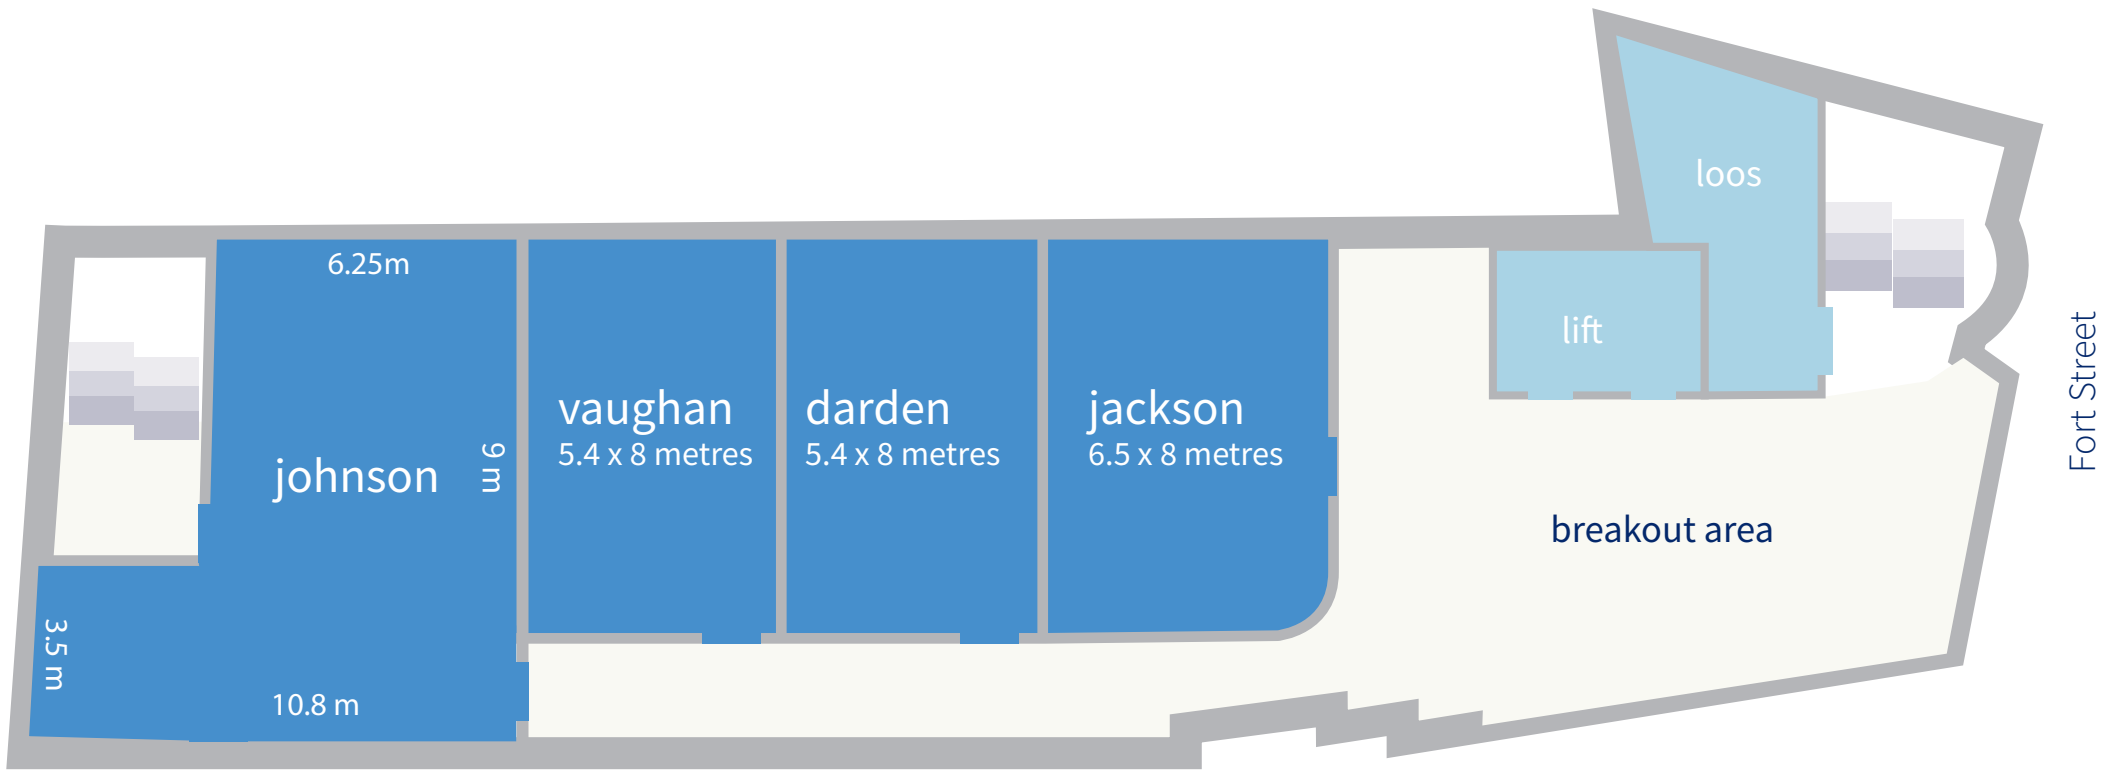 loos
6.25m
lift
vaughan
5.4 x 8 metres
darden
5.4 x 8 metres
jackson
6.5 x 8 metres
johnson
9 m
breakout area
Fort Street
3.5 m
10.8 m